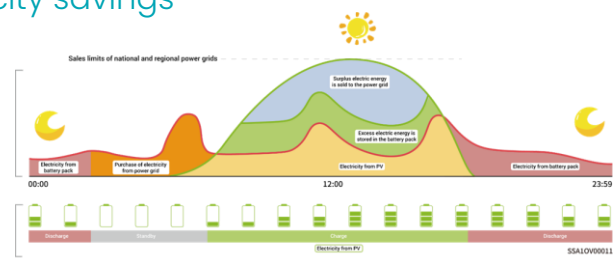 city savings
Sales limits of national and regional power grids
Surplus electric energy
is sold to the power grid
Excess electric energy is
stored in the battery pack
Electricity from
battery pack
Purchase of electricity
from power grid
Electricity from PV
Electricity from battery pack
00:00
12:00
23:59
Discharge
Standby
Charge
Discharge
Electricity from PV
SSA1OV00011